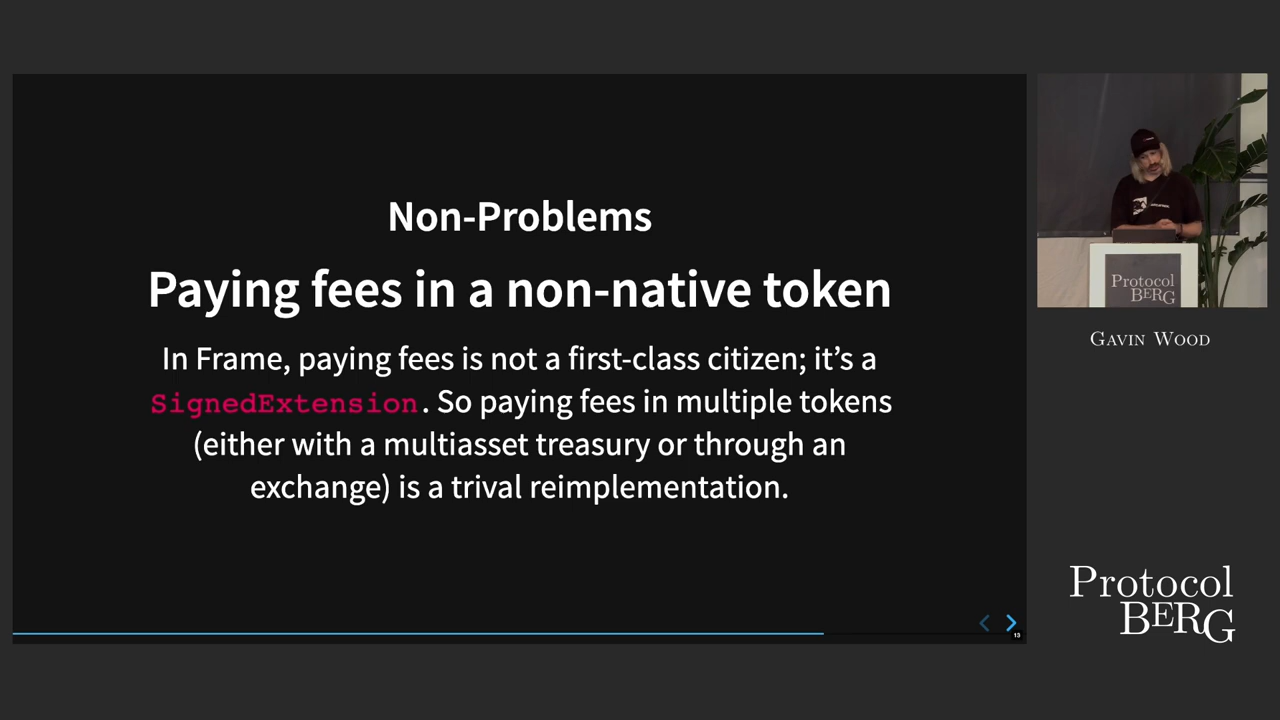 Non-Problems
Paying fees in a non-native token
In Frame, paying fees is not a first-class citizen; it’s a
SignedExtension. So paying fees in multiple tokens
(either with a multiasset treasury or through an
exchange) is a trival reimplementation.
13
Protocol
BERG
GAVIN WOOD
Protocol
BERG